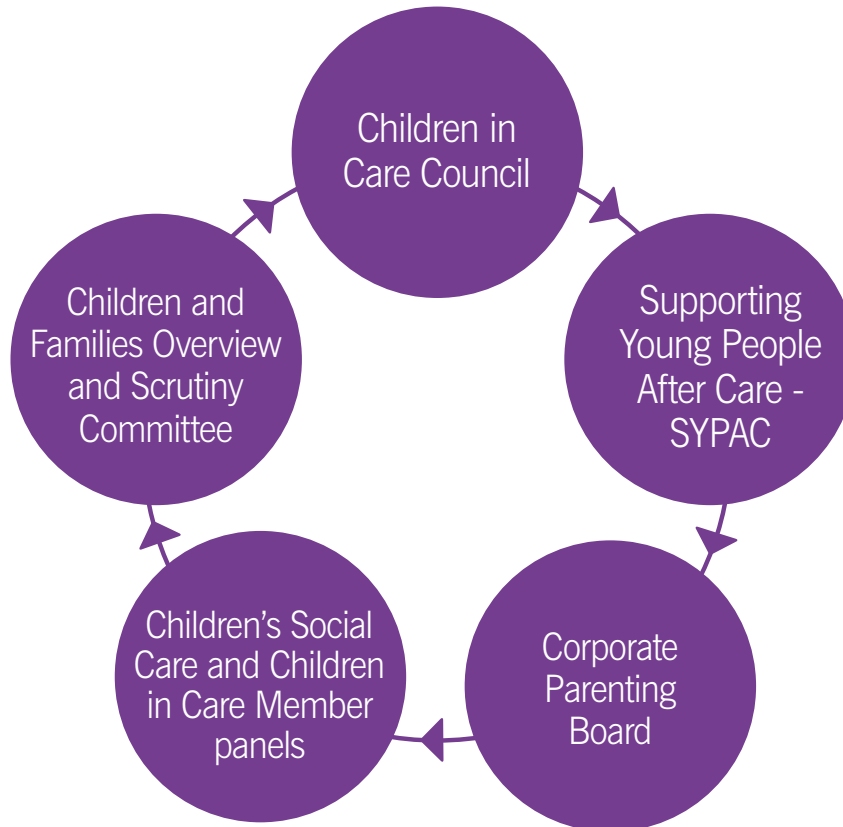 Children in
Care Council
Supporting
Young People
After Care -
SYPAC
Corporate
Parenting
Board
Children’s Social
Care and Children
in Care Member
panels
Children and
Families Overview
and Scrutiny
Committee